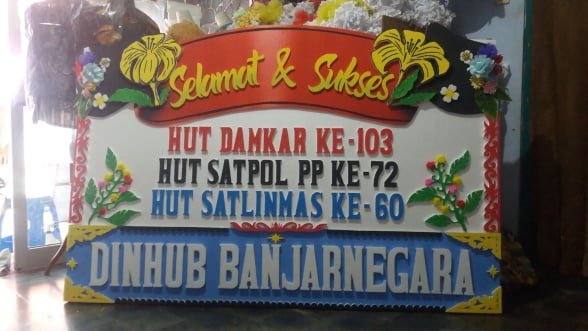 Selamat & Sukses
HUT DAMKAR KE-103
HUT SATPOL PP KE-72
HUT SATLINMAS KE-60
DINHUB BANJARNEGARA